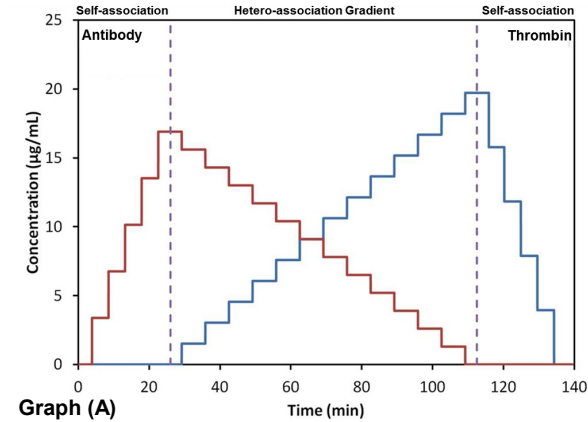 Self-association Hetero-association Gradient Self-association
25
Antibody Thrombin
20
15
10
5
0
Concentration (µg/mL)
0 20 40 60 80 100 120 140
Time (min)
Graph (A)